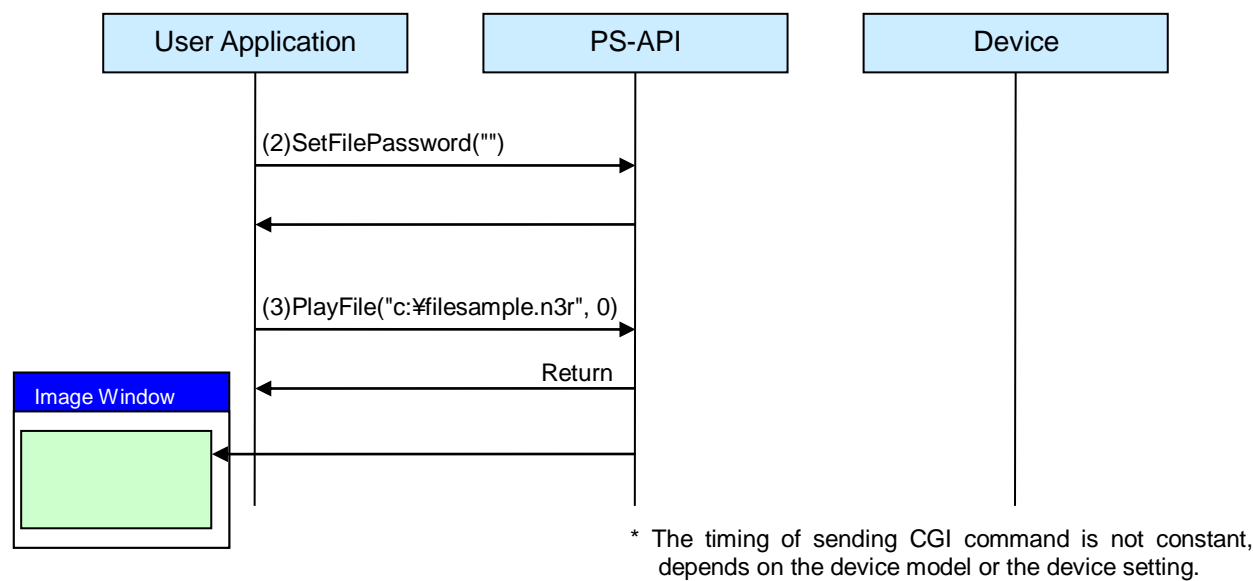 User Application
PS-API
Device
(2)SetFilePassword("")
(3)PlayFile("c:¥filesample.n3r", 0)
Return
Image Window
* The timing of sending CGI command is not constant,
depends on the device model or the device setting.